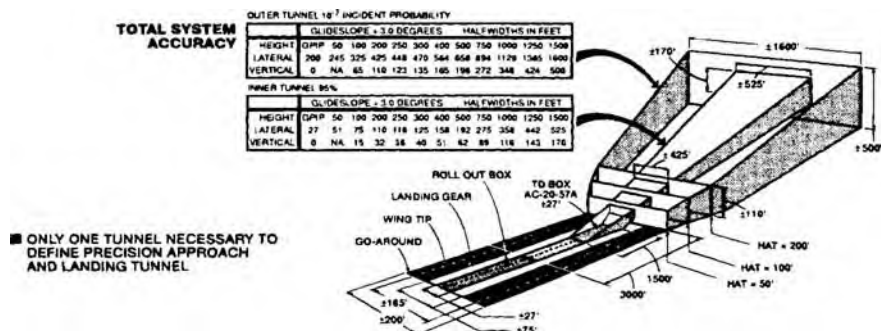 TOTAL SYSTEM
ACCURACY
OUTER TUNNEL 10⁻⁷ INCIDENT PROBABILITY
GLIDESLOPE = 3.0 DEGREES HALFWIDTHS IN FEET
HEIGHT GPIP 50 100 200 250 300 400 500 750 1000 1250 1500
LATERAL 200 245 325 425 448 470 564 658 894 1129 1365 1600
VERTICAL 0 NA 65 110 123 135 165 196 272 348 424 500
INNER TUNNEL 95%
GLIDESLOPE = 3.0 DEGREES HALFWIDTHS IN FEET
HEIGHT GPIP 50 100 200 250 300 400 500 750 1000 1250 1500
LATERAL 27 51 75 110 118 125 158 192 275 358 442 525
VERTICAL 0 NA 15 32 36 40 51 62 89 116 143 170
±1600'
±170'
±525'
±500'
±425'
±110'
ROLL OUT BOX
LANDING GEAR
WING TIP
GO-AROUND
TD BOX
AC-20-57A
±27'
■ ONLY ONE TUNNEL NECESSARY TO
DEFINE PRECISION APPROACH
AND LANDING TUNNEL
HAT = 200'
HAT = 100'
HAT = 50'
1500'
3000'
±165'
±200'
±27'
±75'